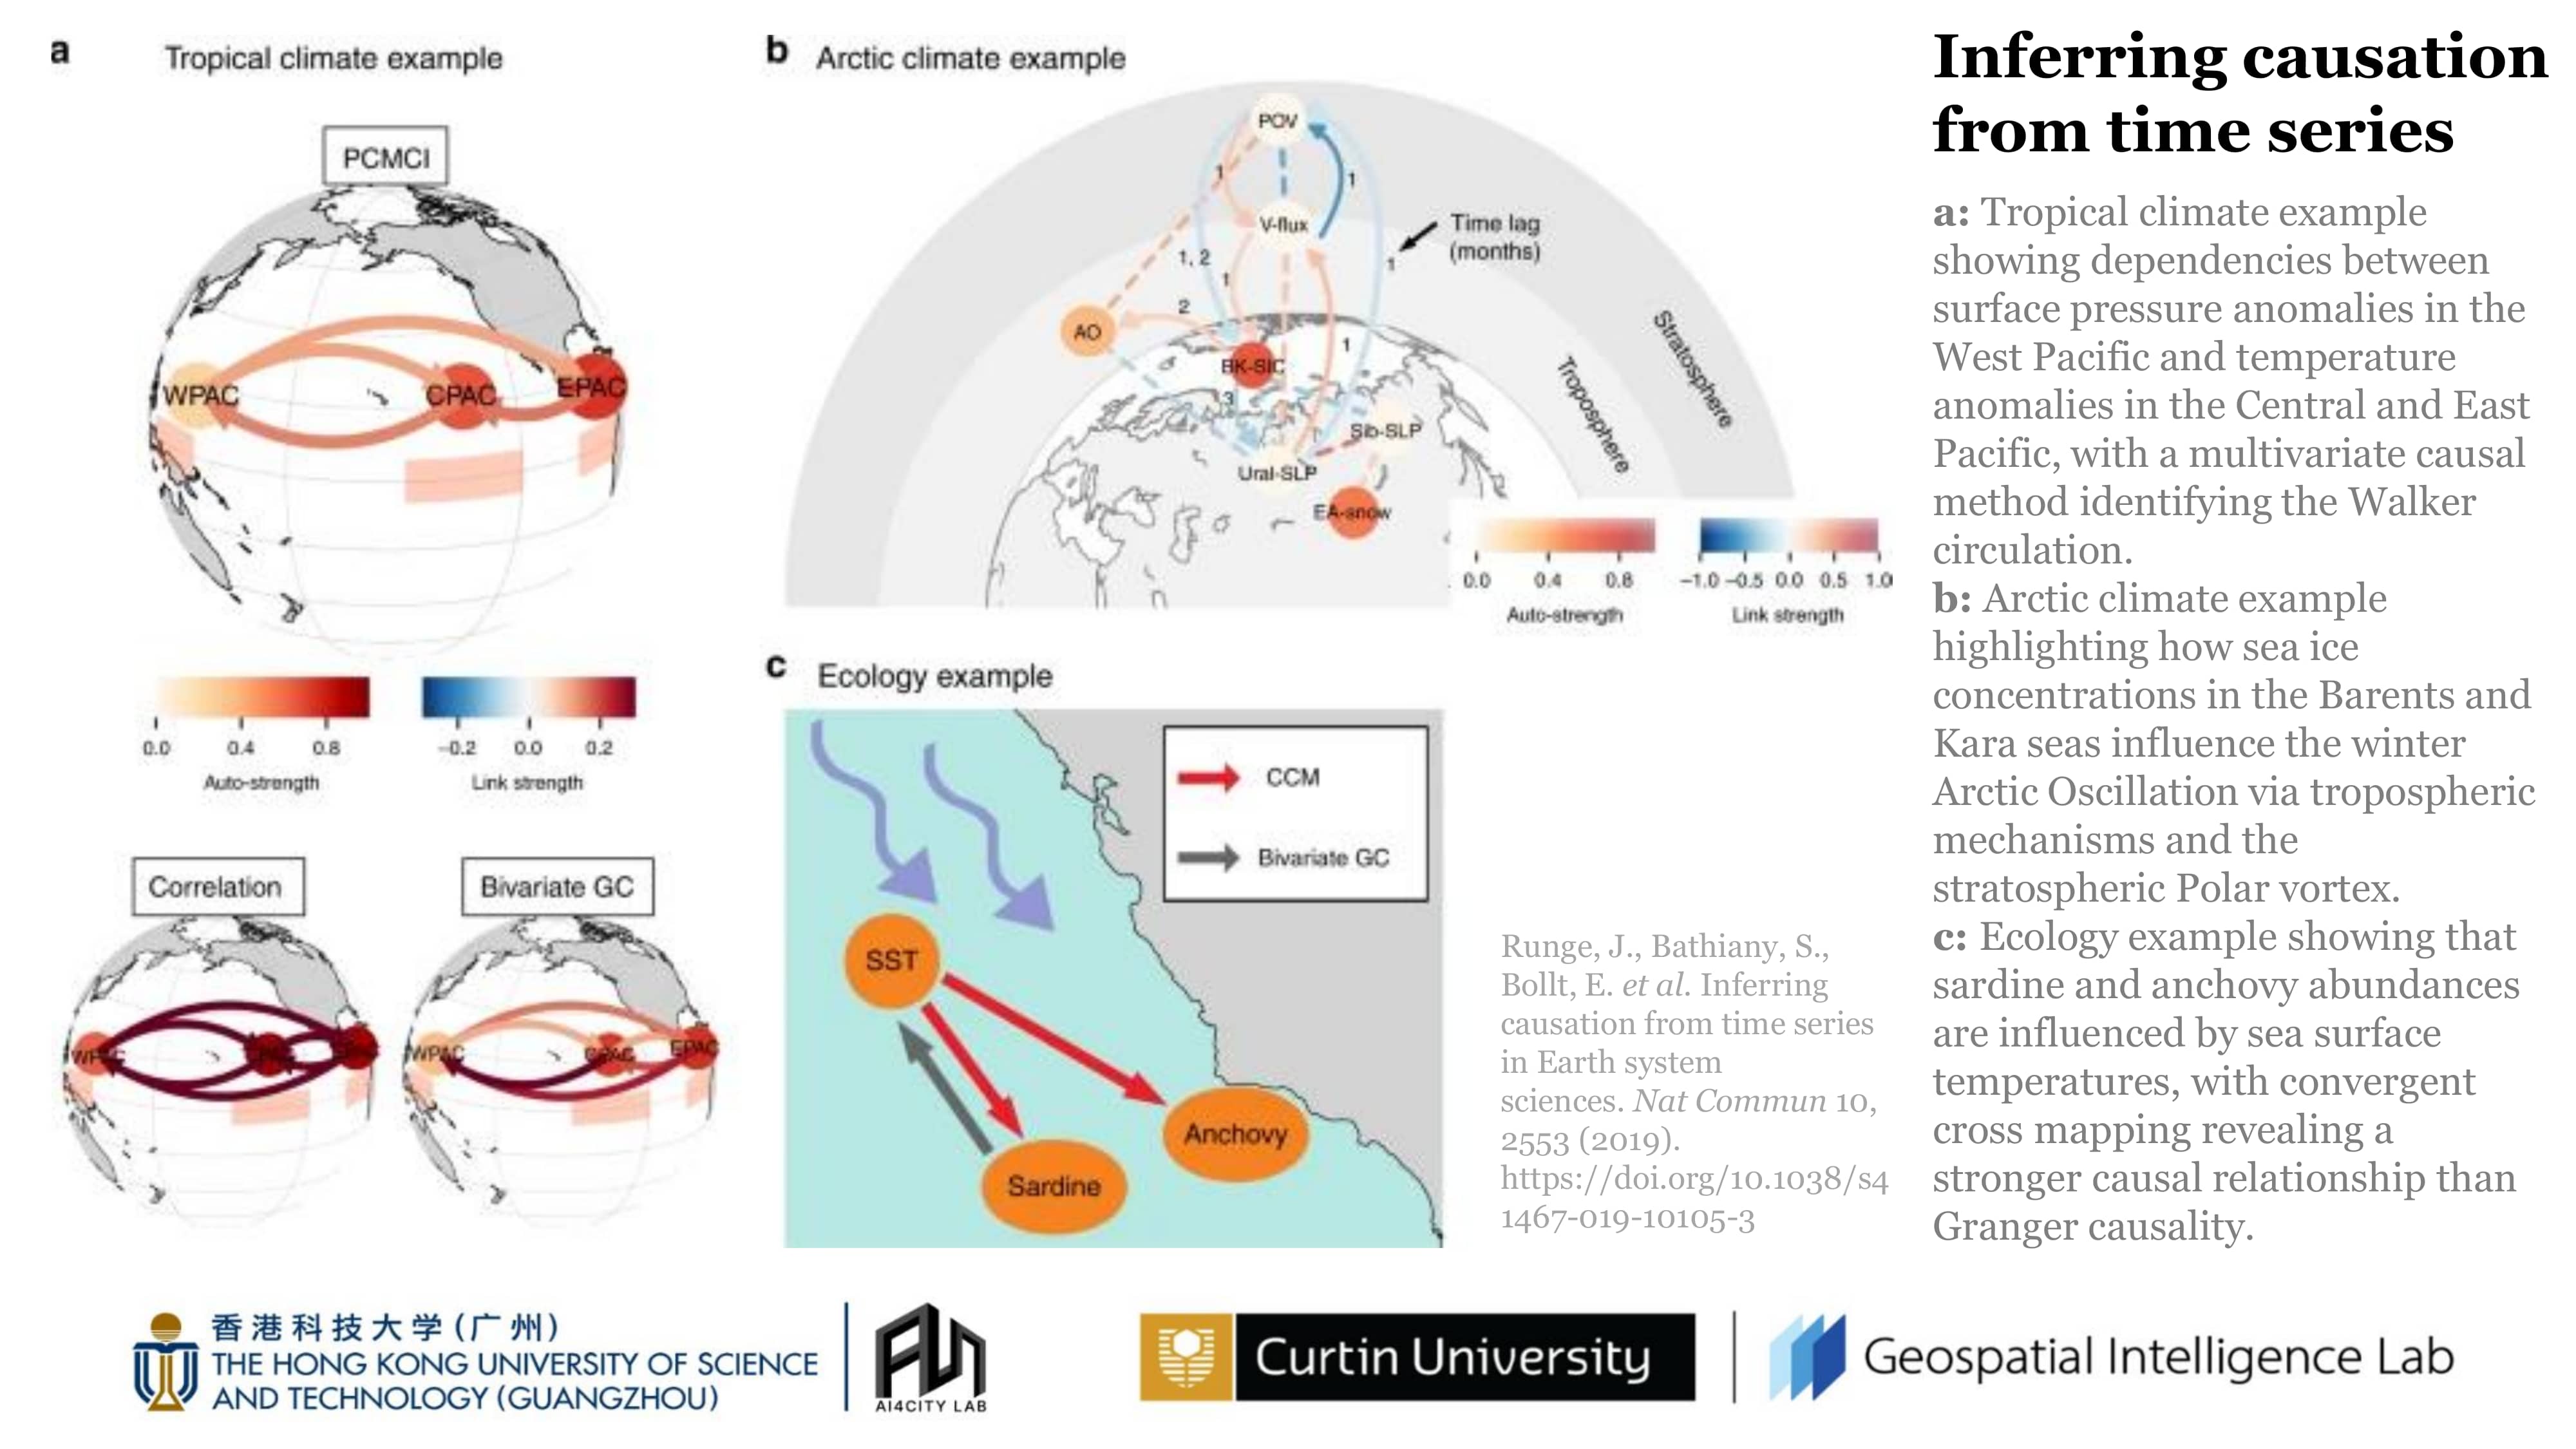 a
Tropical climate example
PCMCI
WPAC
CPAC
EPAC
0.0 0.4 0.8
Auto-strength
−0.2 0.0 0.2
Link strength
Correlation
Bivariate GC
WPAC
EPAC
b
Arctic climate example
POV
1
1
V-flux
Time lag
(months)
1, 2
1
1
2
AO
1
BK-SIC
3
Sib-SLP
Ural-SLP
EA-snow
Troposphere
Stratosphere
0.0 0.4 0.8
Auto-strength
−1.0 −0.5 0.0 0.5 1.0
Link strength
c
Ecology example
CCM
Bivariate GC
SST
Anchovy
Sardine
Runge, J., Bathiany, S.,
Bollt, E. et al. Inferring
causation from time series
in Earth system
sciences. Nat Commun 10,
2553 (2019).
https://doi.org/10.1038/s4
1467-019-10105-3
Inferring causation
from time series
a: Tropical climate example
showing dependencies between
surface pressure anomalies in the
West Pacific and temperature
anomalies in the Central and East
Pacific, with a multivariate causal
method identifying the Walker
circulation.
b: Arctic climate example
highlighting how sea ice
concentrations in the Barents and
Kara seas influence the winter
Arctic Oscillation via tropospheric
mechanisms and the
stratospheric Polar vortex.
c: Ecology example showing that
sardine and anchovy abundances
are influenced by sea surface
temperatures, with convergent
cross mapping revealing a
stronger causal relationship than
Granger causality.
香港科技大学(广州)
THE HONG KONG UNIVERSITY OF SCIENCE
AND TECHNOLOGY (GUANGZHOU)
AI4CITY LAB
Curtin University
Geospatial Intelligence Lab